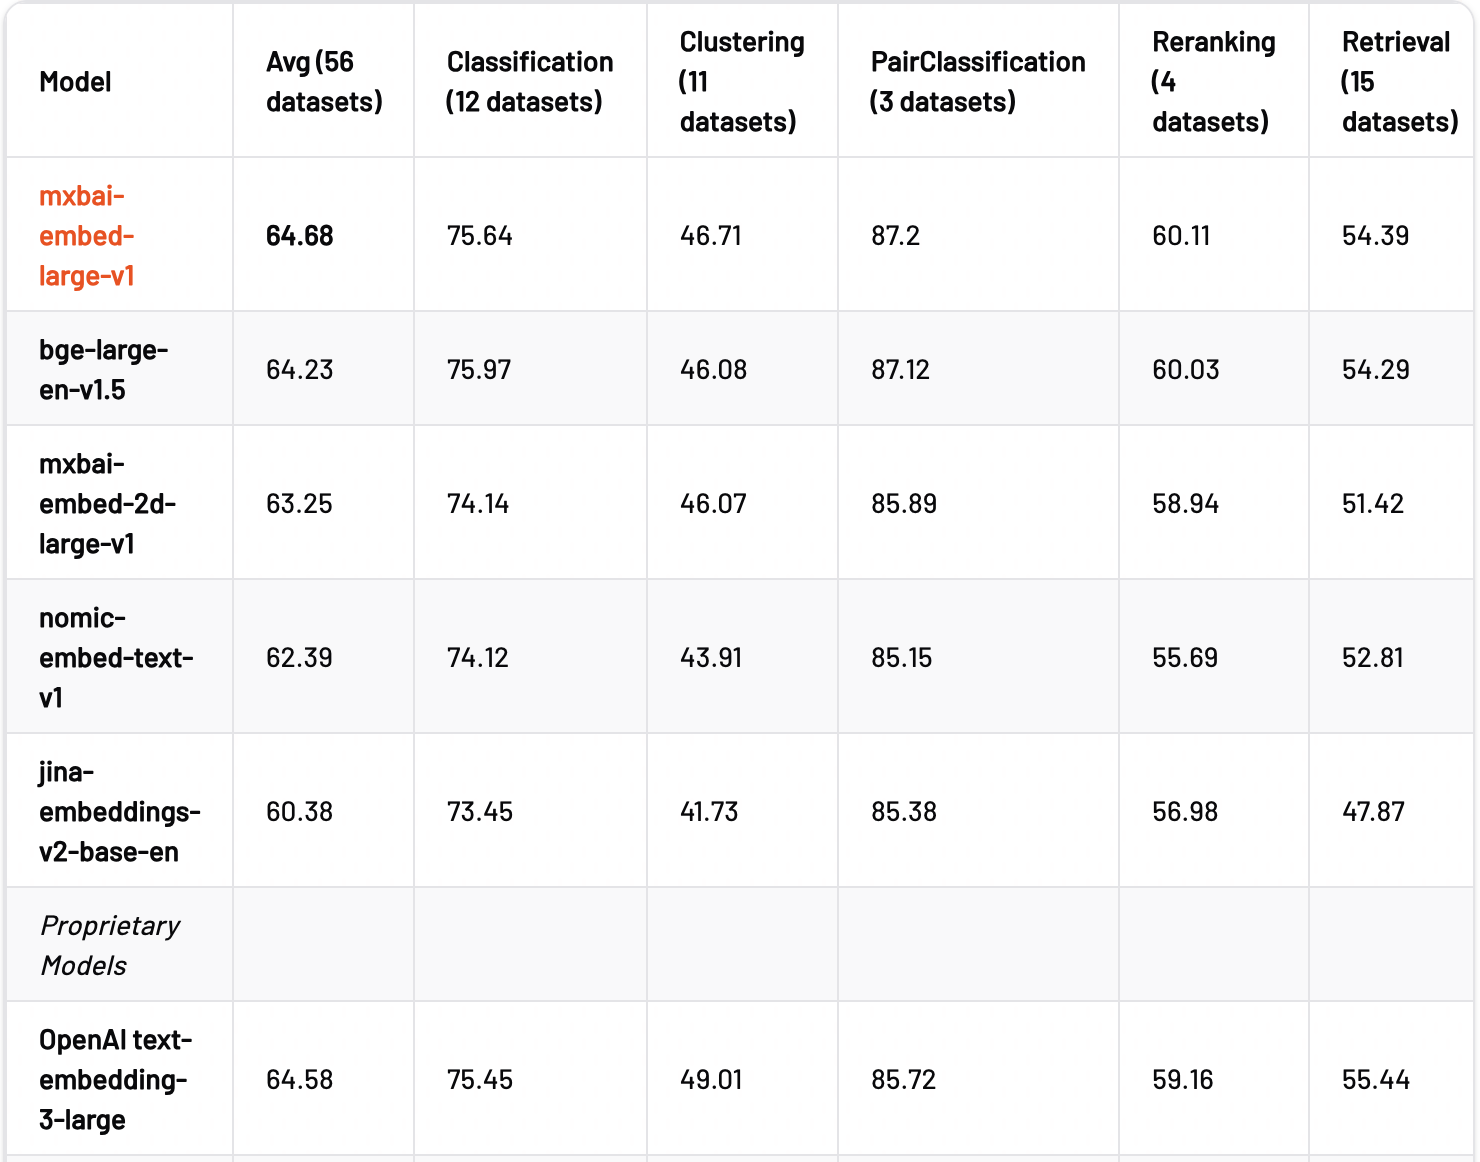 Model
Avg (56
datasets)
Classification
(12 datasets)
Clustering
(11
datasets)
PairClassification
(3 datasets)
Reranking
(4
datasets)
Retrieval
(15
datasets)
mxbai-
embed-
large-v1
64.68
75.64
46.71
87.2
60.11
54.39
bge-large-
en-v1.5
64.23
75.97
46.08
87.12
60.03
54.29
mxbai-
embed-2d-
large-v1
63.25
74.14
46.07
85.89
58.94
51.42
nomic-
embed-text-
v1
62.39
74.12
43.91
85.15
55.69
52.81
jina-
embeddings-
v2-base-en
60.38
73.45
41.73
85.38
56.98
47.87
Proprietary
Models
OpenAI text-
embedding-
3-large
64.58
75.45
49.01
85.72
59.16
55.44